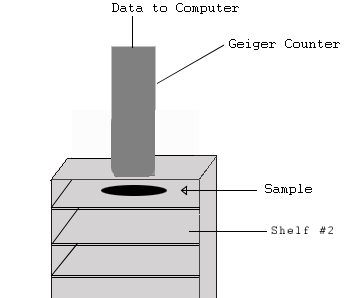 Data to Computer
Geiger Counter
Sample
Shelf #2